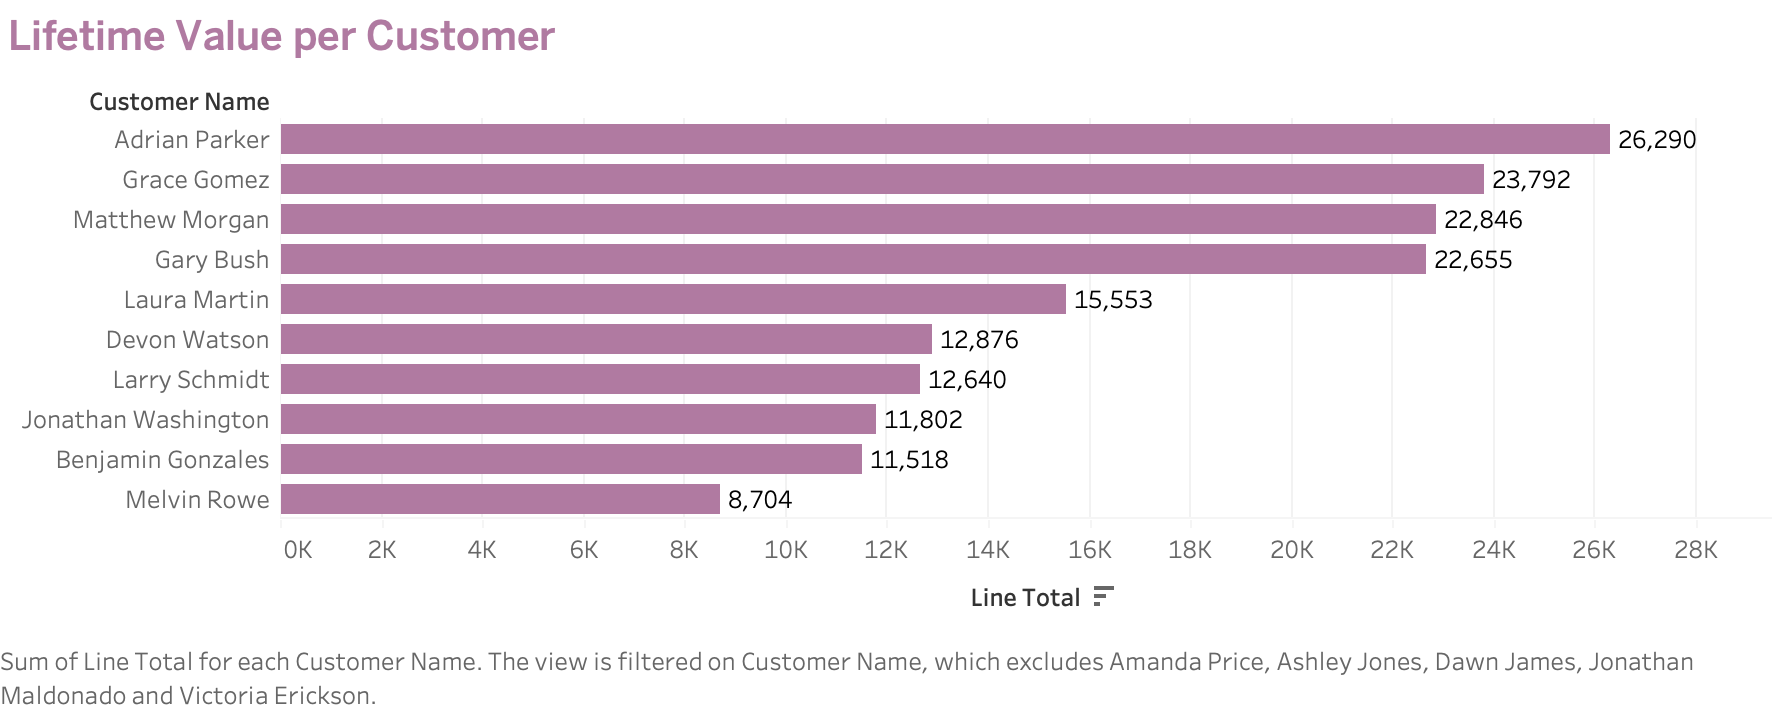 Lifetime Value per Customer
Customer Name
Adrian Parker 26,290
Grace Gomez 23,792
Matthew Morgan 22,846
Gary Bush 22,655
Laura Martin 15,553
Devon Watson 12,876
Larry Schmidt 12,640
Jonathan Washington 11,802
Benjamin Gonzales 11,518
Melvin Rowe 8,704
0K 2K 4K 6K 8K 10K 12K 14K 16K 18K 20K 22K 24K 26K 28K
Line Total
Sum of Line Total for each Customer Name. The view is filtered on Customer Name, which excludes Amanda Price, Ashley Jones, Dawn James, Jonathan
Maldonado and Victoria Erickson.